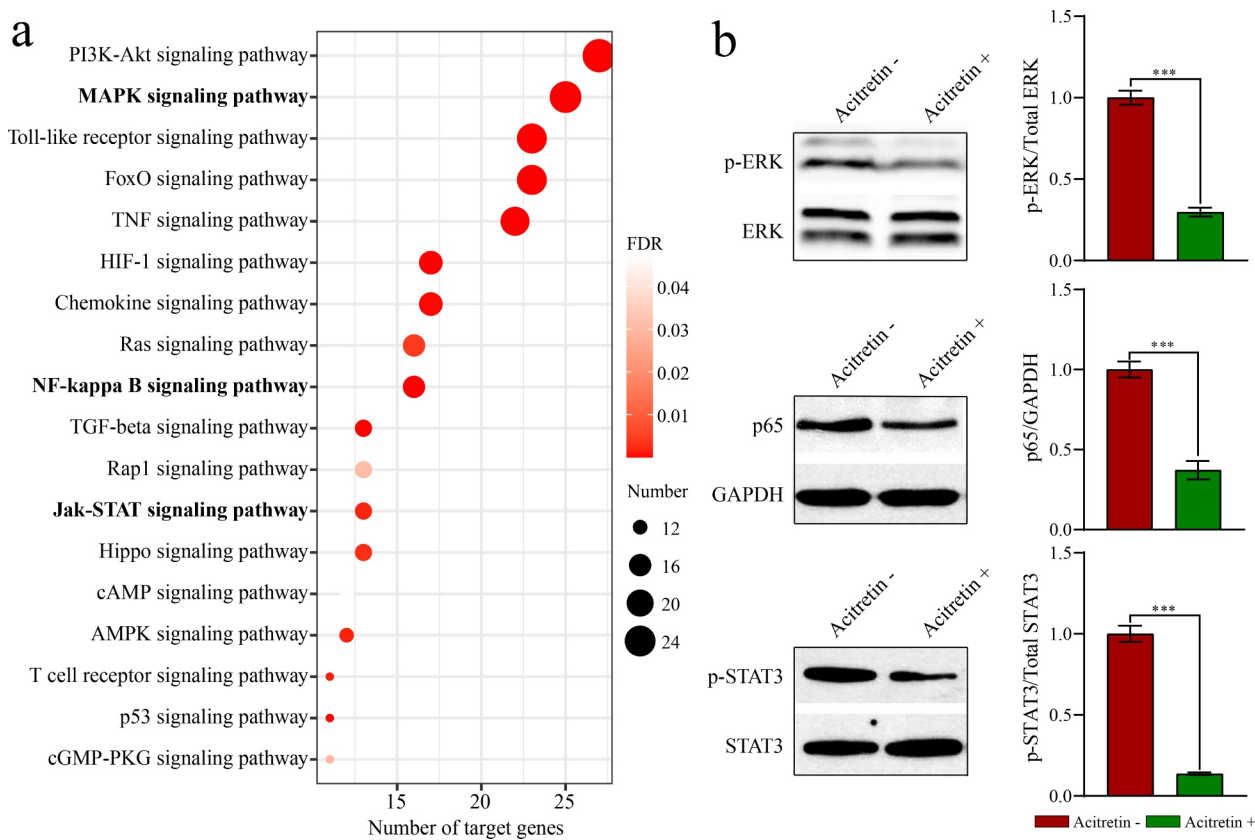 a
PI3K-Akt signaling pathway
MAPK signaling pathway
Toll-like receptor signaling pathway
FoxO signaling pathway
TNF signaling pathway
HIF-1 signaling pathway
Chemokine signaling pathway
Ras signaling pathway
NF-kappa B signaling pathway
TGF-beta signaling pathway
Rap1 signaling pathway
Jak-STAT signaling pathway
Hippo signaling pathway
cAMP signaling pathway
AMPK signaling pathway
T cell receptor signaling pathway
p53 signaling pathway
cGMP-PKG signaling pathway
15 20 25
Number of target genes
FDR
0.04
0.03
0.02
0.01
Number
12
16
20
24
b
Acitretin - Acitretin +
p-ERK
ERK
p-ERK/Total ERK
1.5
1.0
0.5
0.0
***
Acitretin - Acitretin +
p65
GAPDH
p65/GAPDH
1.5
1.0
0.5
0.0
***
Acitretin - Acitretin +
p-STAT3
STAT3
p-STAT3/Total STAT3
1.5
1.0
0.5
0.0
***
Acitretin - Acitretin +